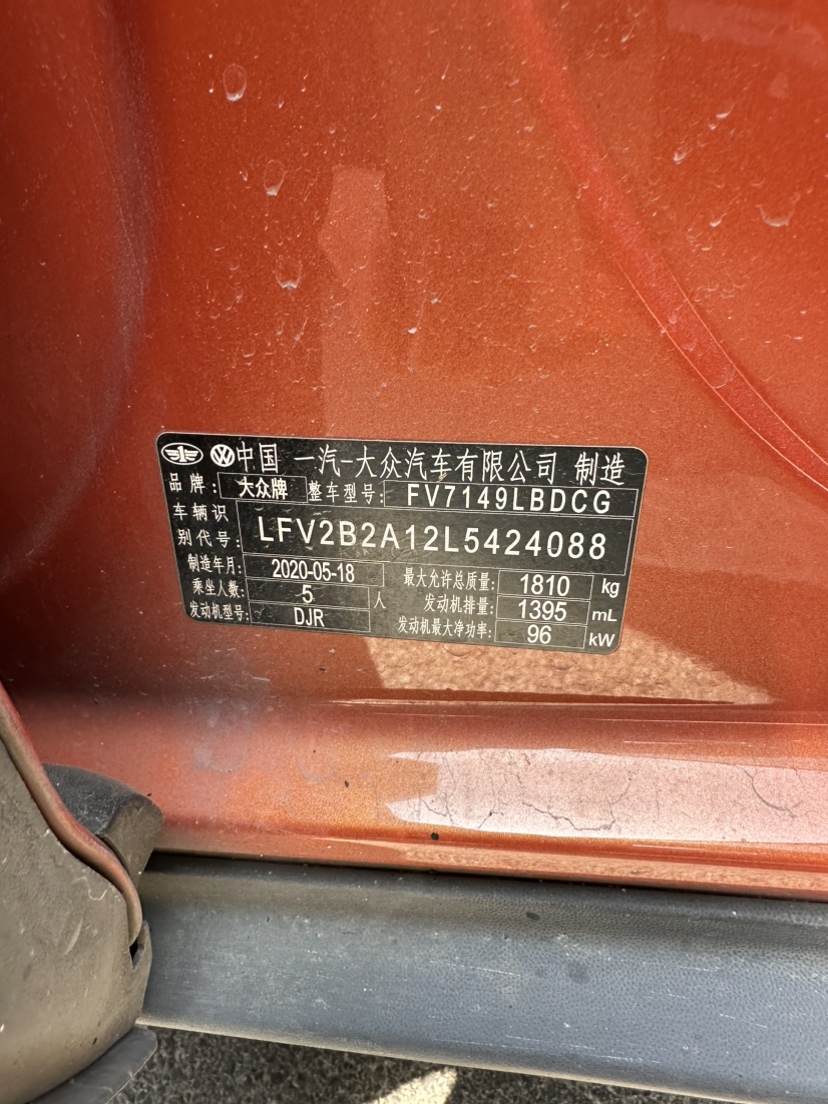 中国 一汽-大众汽车有限公司 制造
品牌: 大众牌 整车型号: FV7149LBDCG
车辆识别代号: LFV2B2A12L5424088
制造年月: 2020-05-18 最大允许总质量: 1810 kg
乘坐人数: 5 人 发动机排量: 1395 mL
发动机型号: DJR 发动机最大净功率: 96 kW